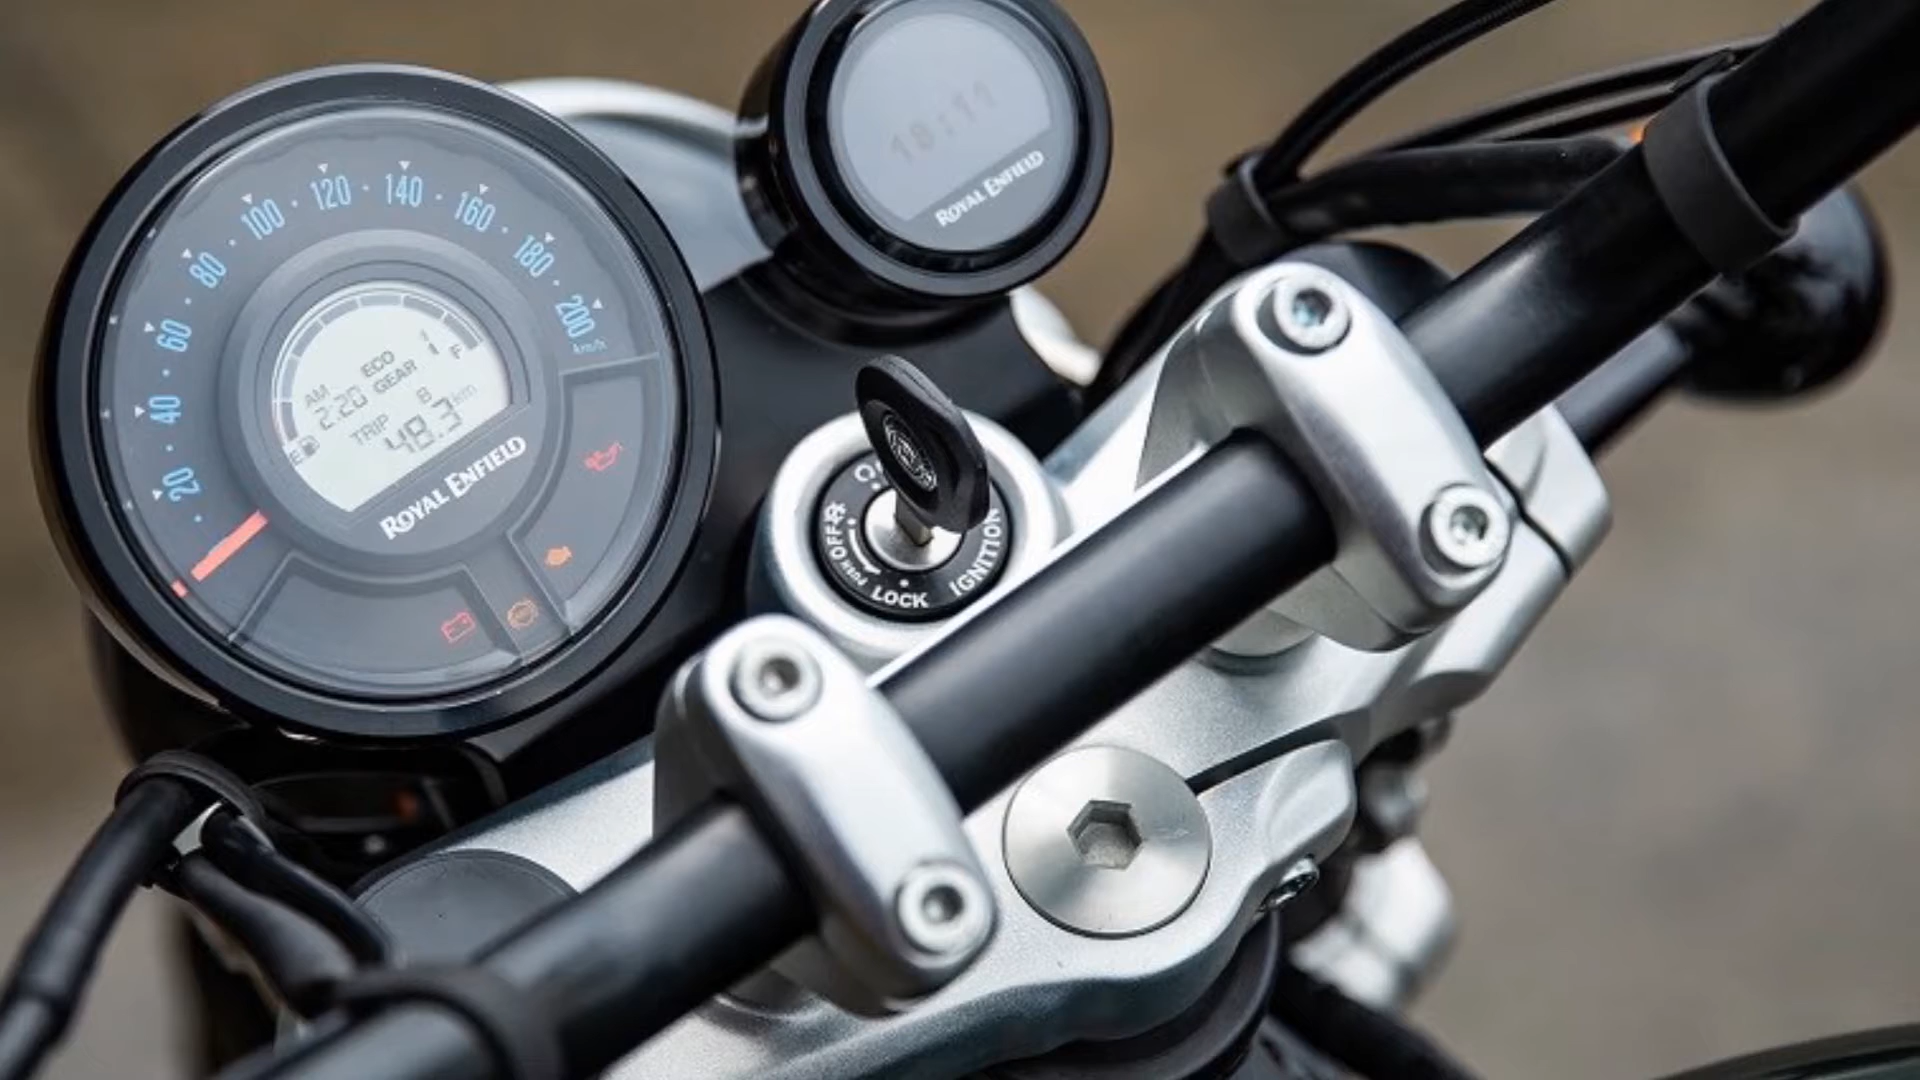 20 · 40 · 60 · 80 · 100 · 120 · 140 · 160 · 180 · 200
km/h
ECO 1
AM GEAR F
2:20 8
TRIP 48.3 km
E
ROYAL ENFIELD
18:11
ROYAL ENFIELD
OFF
PUSH
LOCK
IGNITION